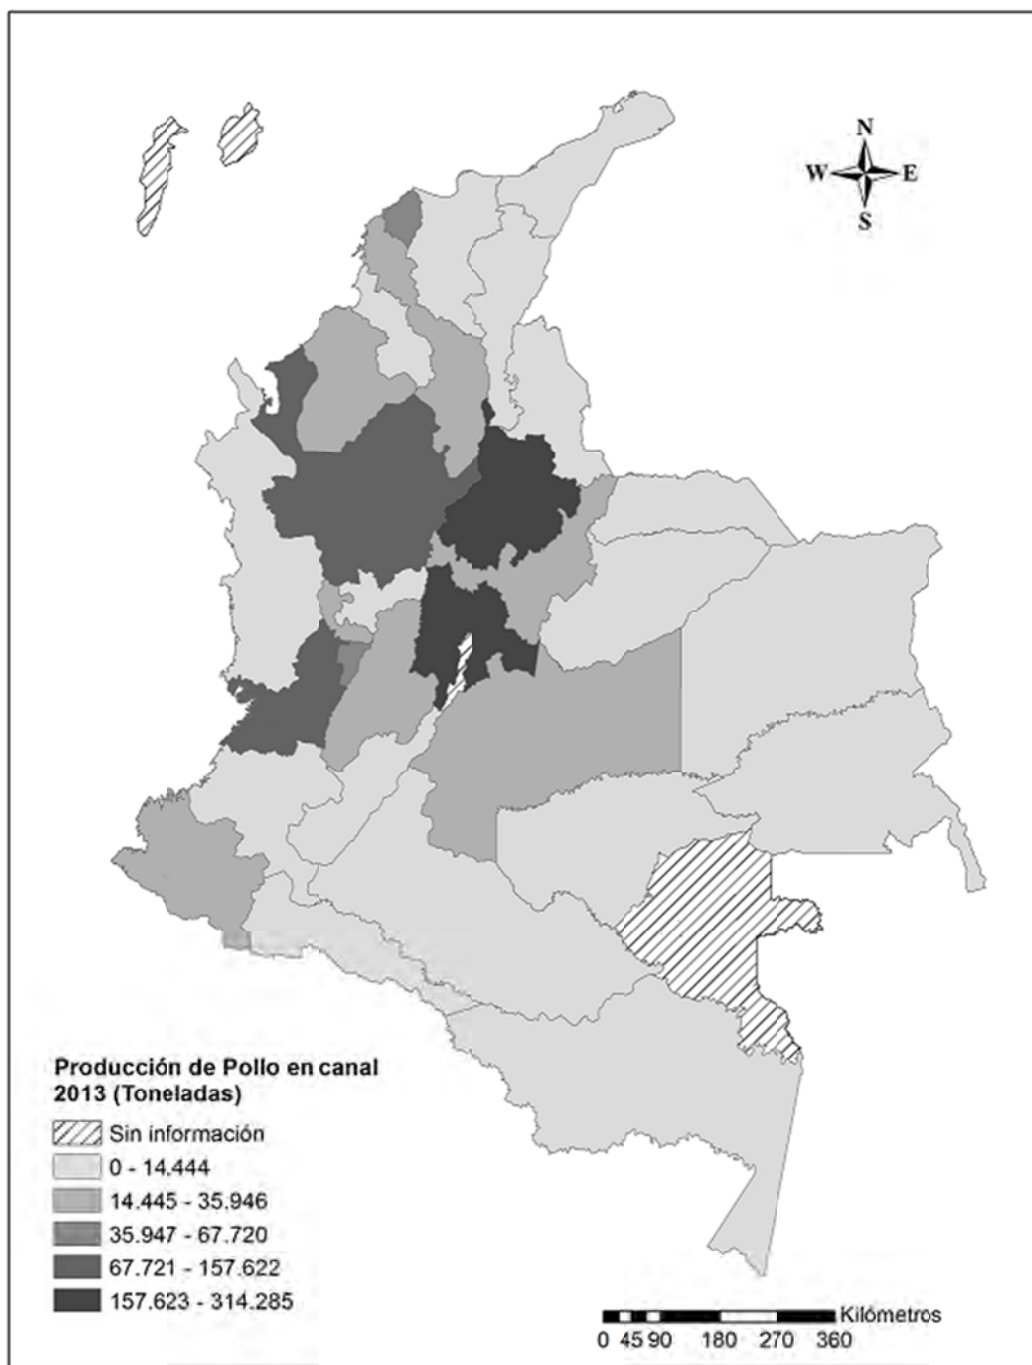 N
W E
S
Producción de Pollo en canal
2013 (Toneladas)
Sin información
0 - 14.444
14.445 - 35.946
35.947 - 67.720
67.721 - 157.622
157.623 - 314.285
Kilómetros
0 45 90 180 270 360